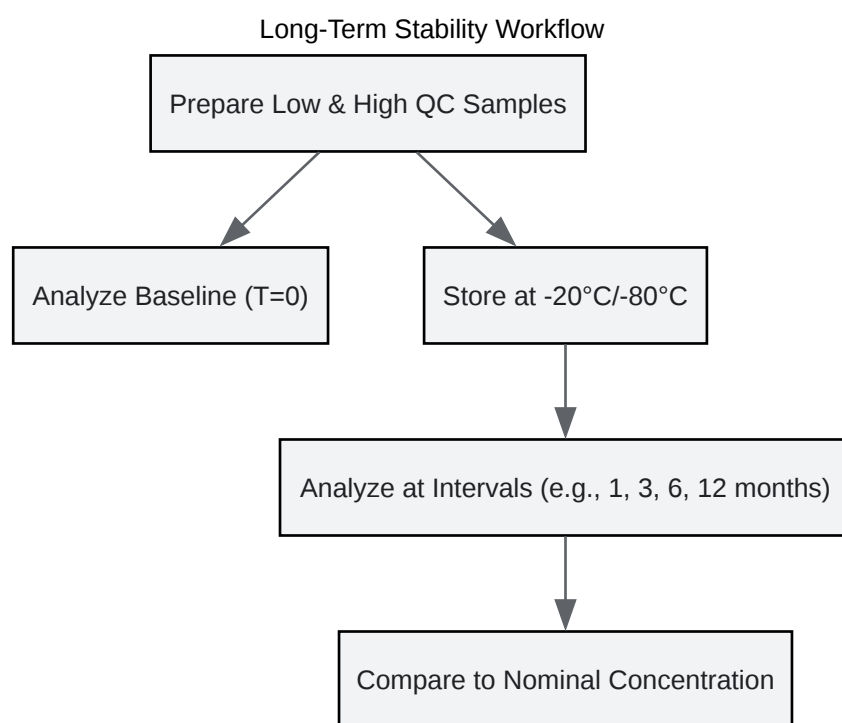 Long-Term Stability Workflow
Prepare Low & High QC Samples
Analyze Baseline (T=0)
Store at -20°C/-80°C
Analyze at Intervals (e.g., 1, 3, 6, 12 months)
Compare to Nominal Concentration